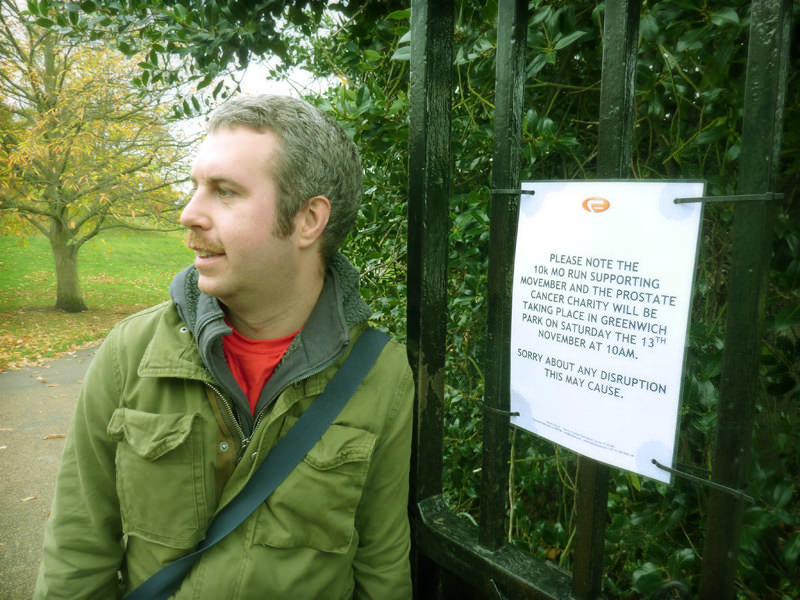 PLEASE NOTE THE
10K MO RUN SUPPORTING
MOVEMBER AND THE PROSTATE
CANCER CHARITY WILL BE
TAKING PLACE IN GREENWICH
PARK ON SATURDAY THE 13TH
NOVEMBER AT 10AM.
SORRY ABOUT ANY DISRUPTION
THIS MAY CAUSE.